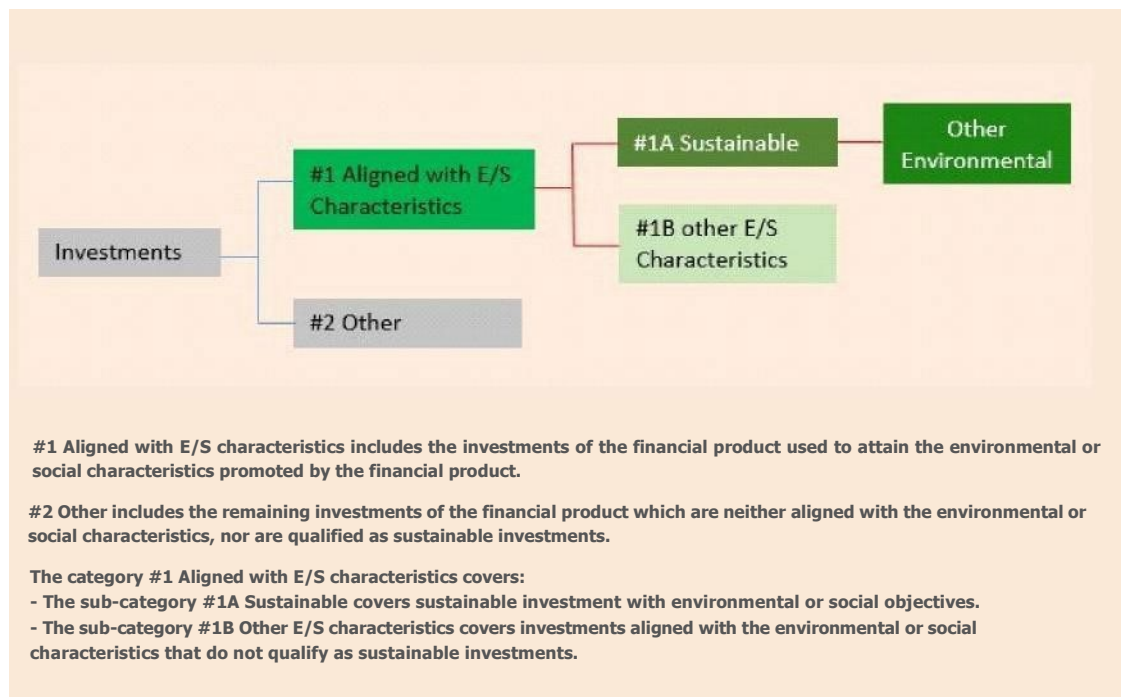 Other
Environmental
#1A Sustainable
#1 Aligned with E/S
Characteristics
#1B other E/S
Characteristics
Investments
#2 Other
#1 Aligned with E/S characteristics includes the investments of the financial product used to attain the environmental or
social characteristics promoted by the financial product.
#2 Other includes the remaining investments of the financial product which are neither aligned with the environmental or
social characteristics, nor are qualified as sustainable investments.
The category #1 Aligned with E/S characteristics covers:
- The sub-category #1A Sustainable covers sustainable investment with environmental or social objectives.
- The sub-category #1B Other E/S characteristics covers investments aligned with the environmental or social
characteristics that do not qualify as sustainable investments.